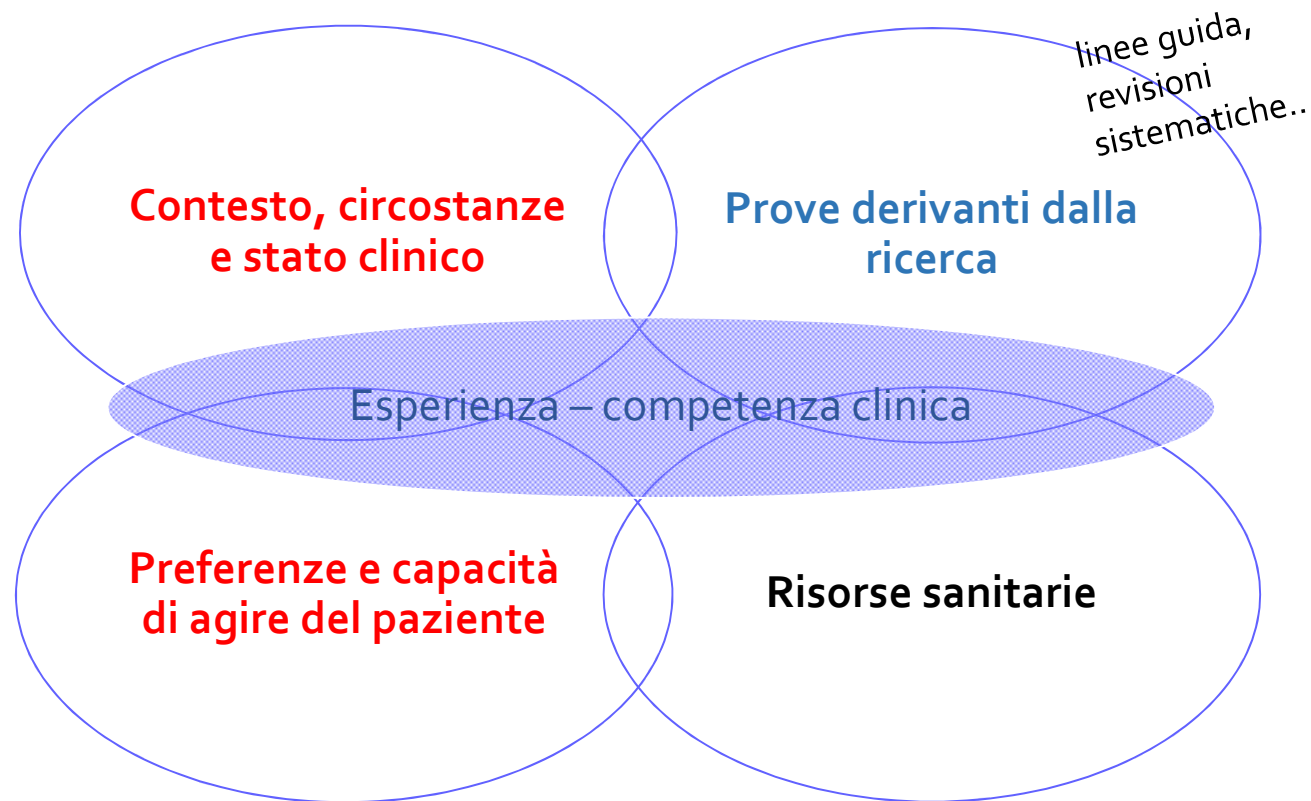 linee guida,
revisioni
sistematiche..
Contesto, circostanze
e stato clinico
Prove derivanti dalla
ricerca
Esperienza – competenza clinica
Preferenze e capacità
di agire del paziente
Risorse sanitarie